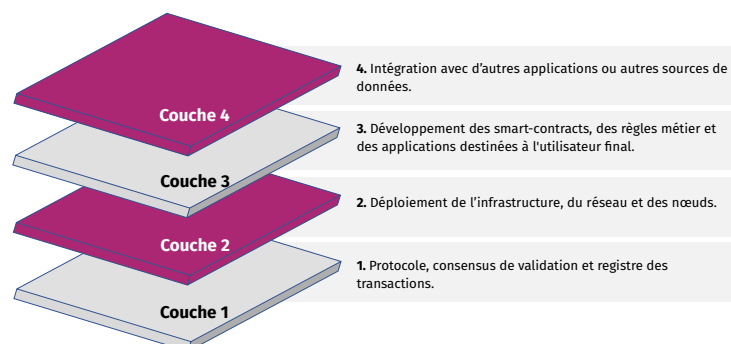 Couche 4
4. Intégration avec d'autres applications ou autres sources de
données.
Couche 3
3. Développement des smart-contracts, des règles métier et
des applications destinées à l'utilisateur final.
Couche 2
2. Déploiement de l'infrastructure, du réseau et des nœuds.
Couche 1
1. Protocole, consensus de validation et registre des
transactions.